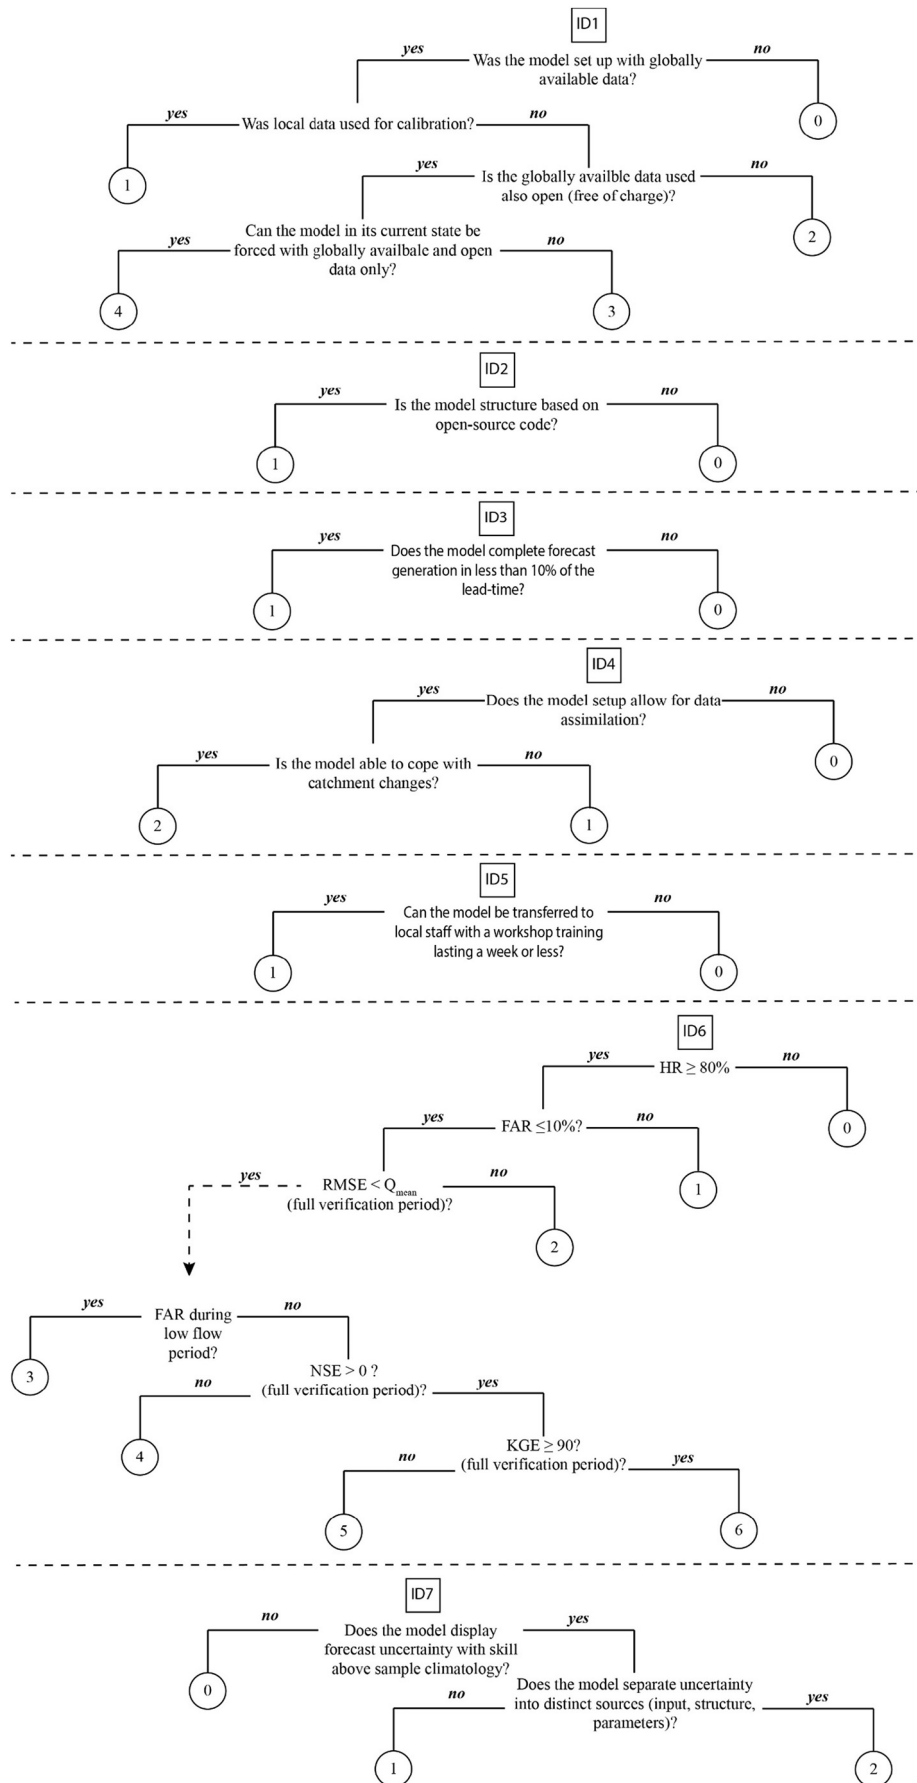 ID1
yes
Was the model set up with globally
available data?
no
0
yes
Was local data used for calibration?
no
1
yes
Is the globally availble data used
also open (free of charge)?
no
2
Can the model in its current state be
forced with globally availbale and open
data only?
yes
no
4
3
ID2
yes
Is the model structure based on
open-source code?
no
1
0
ID3
yes
Does the model complete forecast
generation in less than 10% of the
lead-time?
no
1
0
ID4
yes
Does the model setup allow for data
assimilation?
no
0
yes
Is the model able to cope with
catchment changes?
no
2
1
ID5
yes
Can the model be transferred to
local staff with a workshop training
lasting a week or less?
no
1
0
ID6
yes
HR ≥ 80%
no
0
yes
FAR ≤10%?
no
1
yes
RMSE < Qmean
(full verification period)?
no
2
yes
FAR during
low flow
period?
no
3
NSE > 0 ?
(full verification period)?
no
yes
4
KGE ≥ 90?
(full verification period)?
no
yes
5
6
ID7
no
Does the model display
forecast uncertainty with skill
above sample climatology?
yes
0
Does the model separate uncertainty
into distinct sources (input, structure,
parameters)?
no
yes
1
2